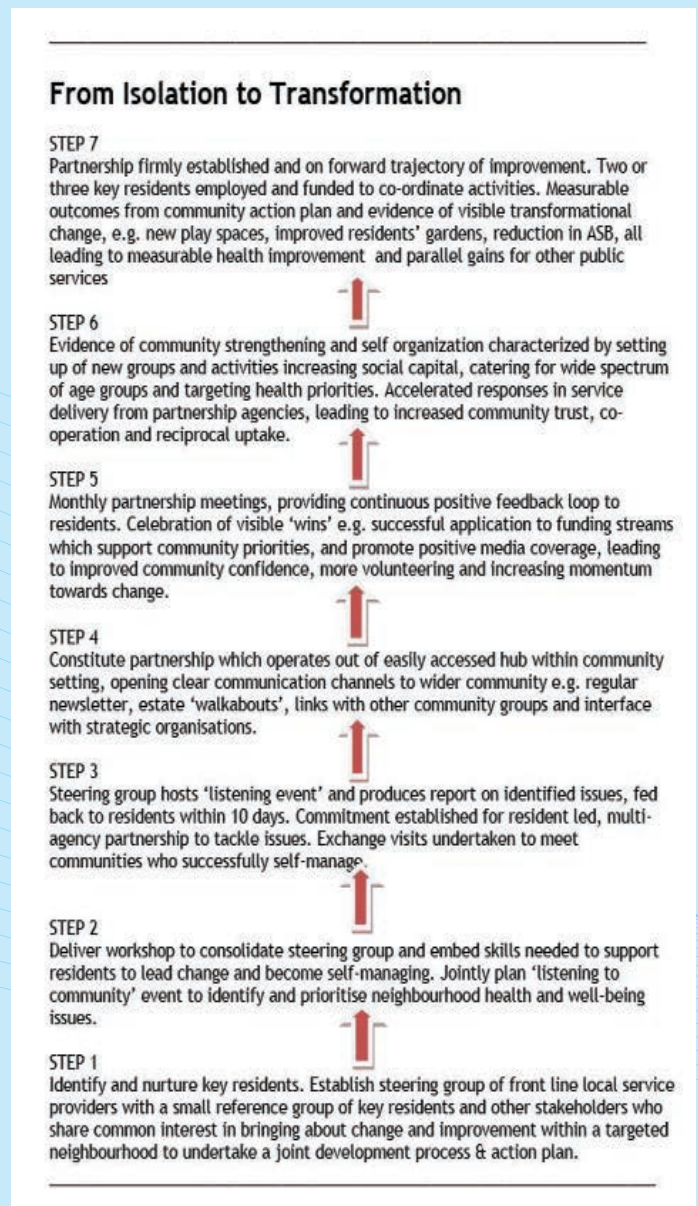 From Isolation to Transformation
STEP 7
Partnership firmly established and on forward trajectory of improvement. Two or
three key residents employed and funded to co-ordinate activities. Measurable
outcomes from community action plan and evidence of visible transformational
change, e.g. new play spaces, improved residents’ gardens, reduction in ASB, all
leading to measurable health improvement and parallel gains for other public
services
STEP 6
Evidence of community strengthening and self organization characterized by setting
up of new groups and activities increasing social capital, catering for wide spectrum
of age groups and targeting health priorities. Accelerated responses in service
delivery from partnership agencies, leading to increased community trust, co-
operation and reciprocal uptake.
STEP 5
Monthly partnership meetings, providing continuous positive feedback loop to
residents. Celebration of visible ‘wins’ e.g. successful application to funding streams
which support community priorities, and promote positive media coverage, leading
to improved community confidence, more volunteering and increasing momentum
towards change.
STEP 4
Constitute partnership which operates out of easily accessed hub within community
setting, opening clear communication channels to wider community e.g. regular
newsletter, estate ‘walkabouts’, links with other community groups and interface
with strategic organisations.
STEP 3
Steering group hosts ‘listening event’ and produces report on identified issues, fed
back to residents within 10 days. Commitment established for resident led, multi-
agency partnership to tackle issues. Exchange visits undertaken to meet
communities who successfully self-manage.
STEP 2
Deliver workshop to consolidate steering group and embed skills needed to support
residents to lead change and become self-managing. Jointly plan ‘listening to
community’ event to identify and prioritise neighbourhood health and well-being
issues.
STEP 1
Identify and nurture key residents. Establish steering group of front line local service
providers with a small reference group of key residents and other stakeholders who
share common interest in bringing about change and improvement within a targeted
neighbourhood to undertake a joint development process & action plan.